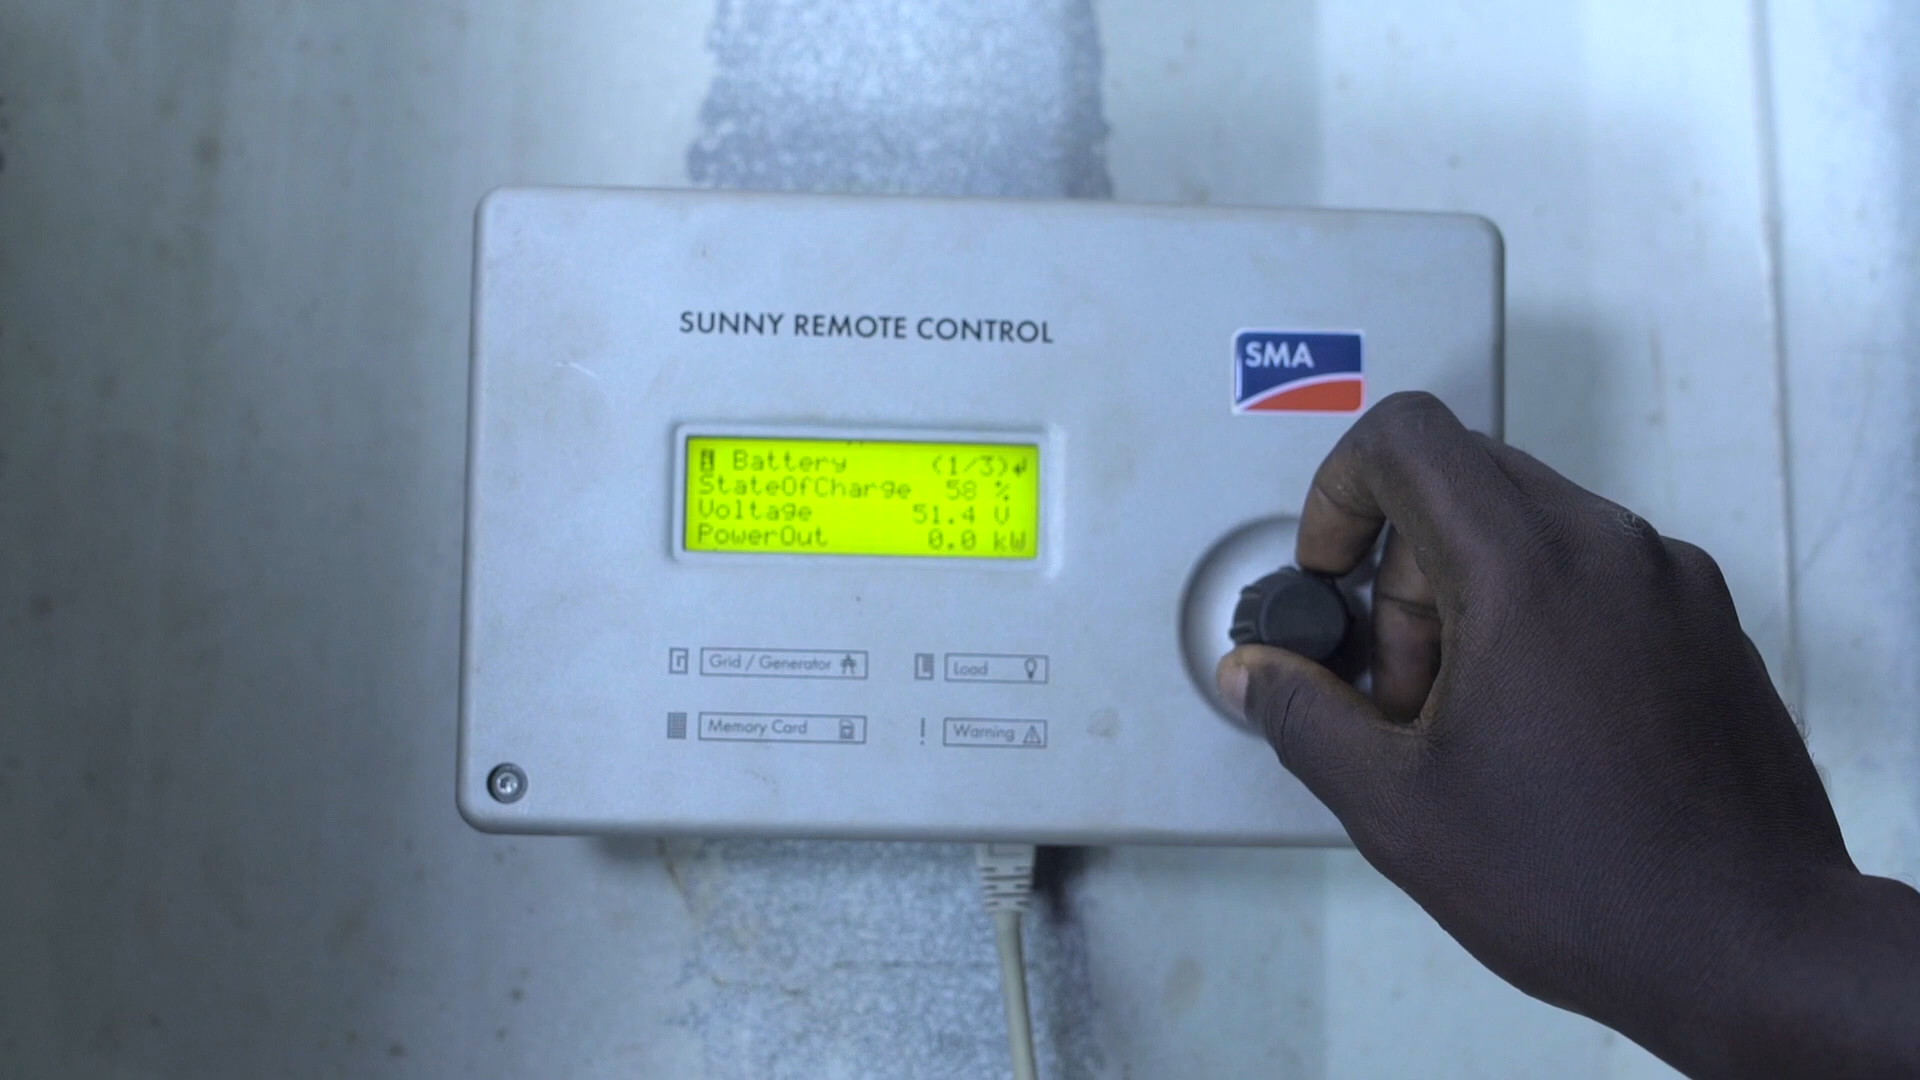 SUNNY REMOTE CONTROL
SMA
Battery (1/3)↵
StateOfCharge 58 %
Voltage 51.4 V
PowerOut 0.0 kW
Grid / Generator
Load
Memory Card
! Warning